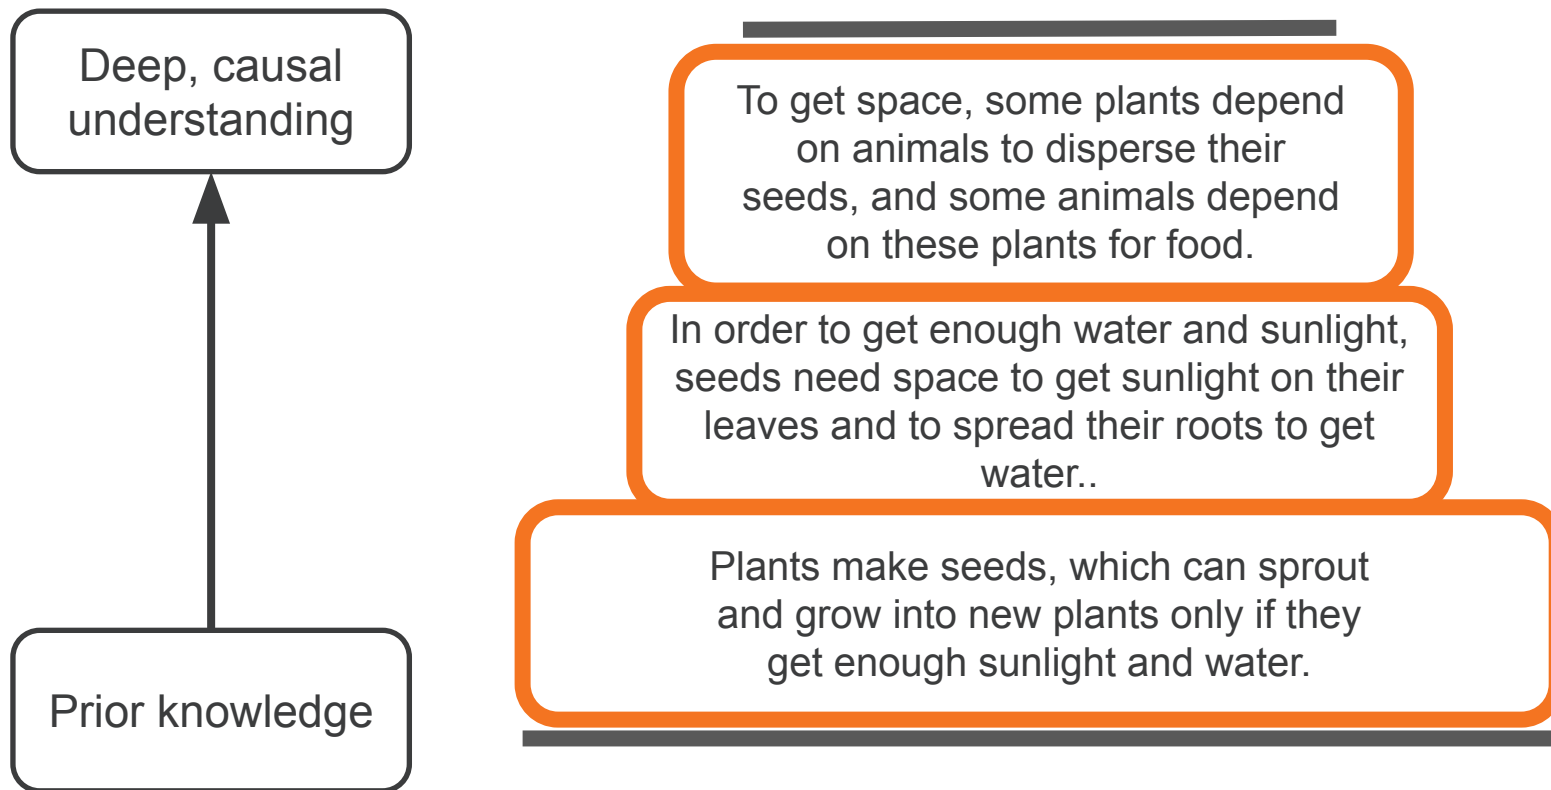 Deep, causal
understanding
To get space, some plants depend
on animals to disperse their
seeds, and some animals depend
on these plants for food.
In order to get enough water and sunlight,
seeds need space to get sunlight on their
leaves and to spread their roots to get
water..
Plants make seeds, which can sprout
and grow into new plants only if they
get enough sunlight and water.
Prior knowledge